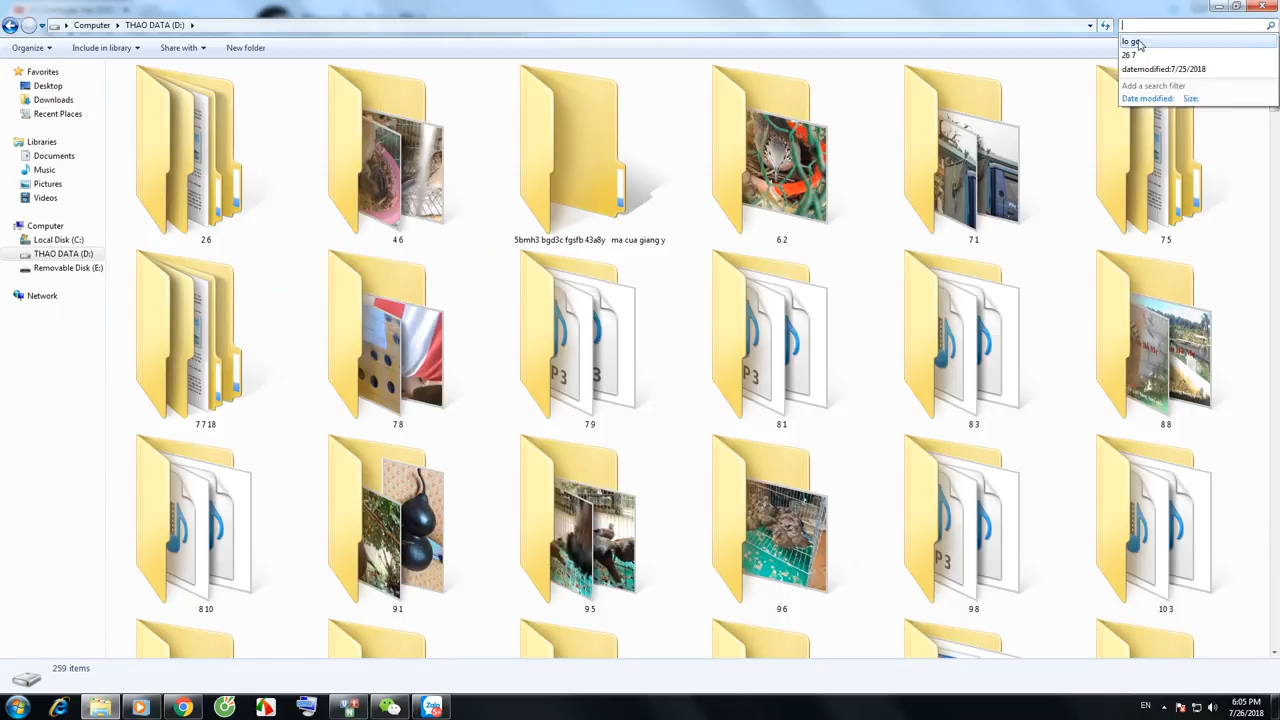 Computer ▸ THAO DATA (D:) ▸
Organize Include in library Share with New folder
lo go
26 7
datemodified:7/25/2018
Add a search filter
Date modified: Size:
Favorites
Desktop
Downloads
Recent Places
Libraries
Documents
Music
Pictures
Videos
Computer
Local Disk (C:)
THAO DATA (D:)
Removable Disk (E:)
Network
2 6
4 6
5bmh3 bgd3c fgsfb 43a8y ma cua giang y
6 2
7 1
7 5
7 7 18
7 8
7 9
8 1
8 3
8 8
8 10
9 1
9 5
9 6
9 8
10 3
259 items
EN
6:05 PM
7/26/2018